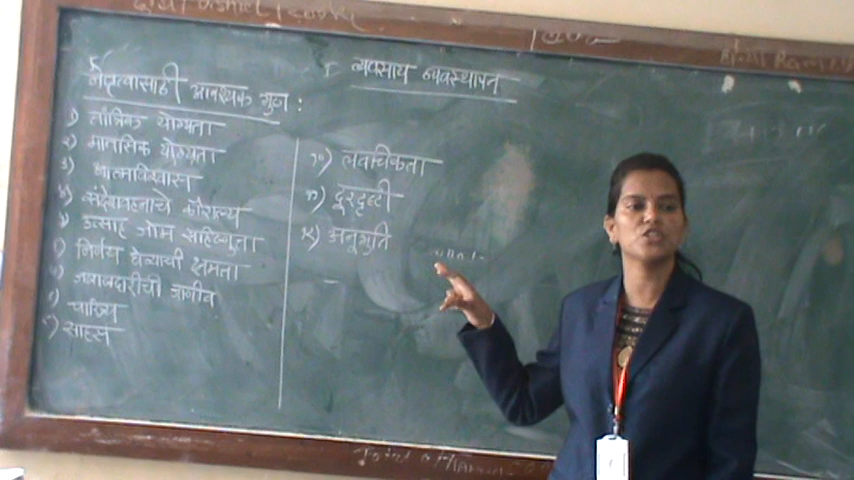 व्यवसाय व्यवस्थापन
नेतृत्वासाठी आवश्यक गुण :
१) तांत्रिक योग्यता
२) मानसिक योग्यता
३) आत्मविश्वास
४) संदेशवहनाचे कौशल्य
५) उत्साह जोम सहिष्णुता
६) निर्णय घेण्याची क्षमता
७) जबाबदारीची जाणीव
८) चारित्र्य
९) साहस
१०) लवचिकता
११) दूरदृष्टी
१२) अनुभुति